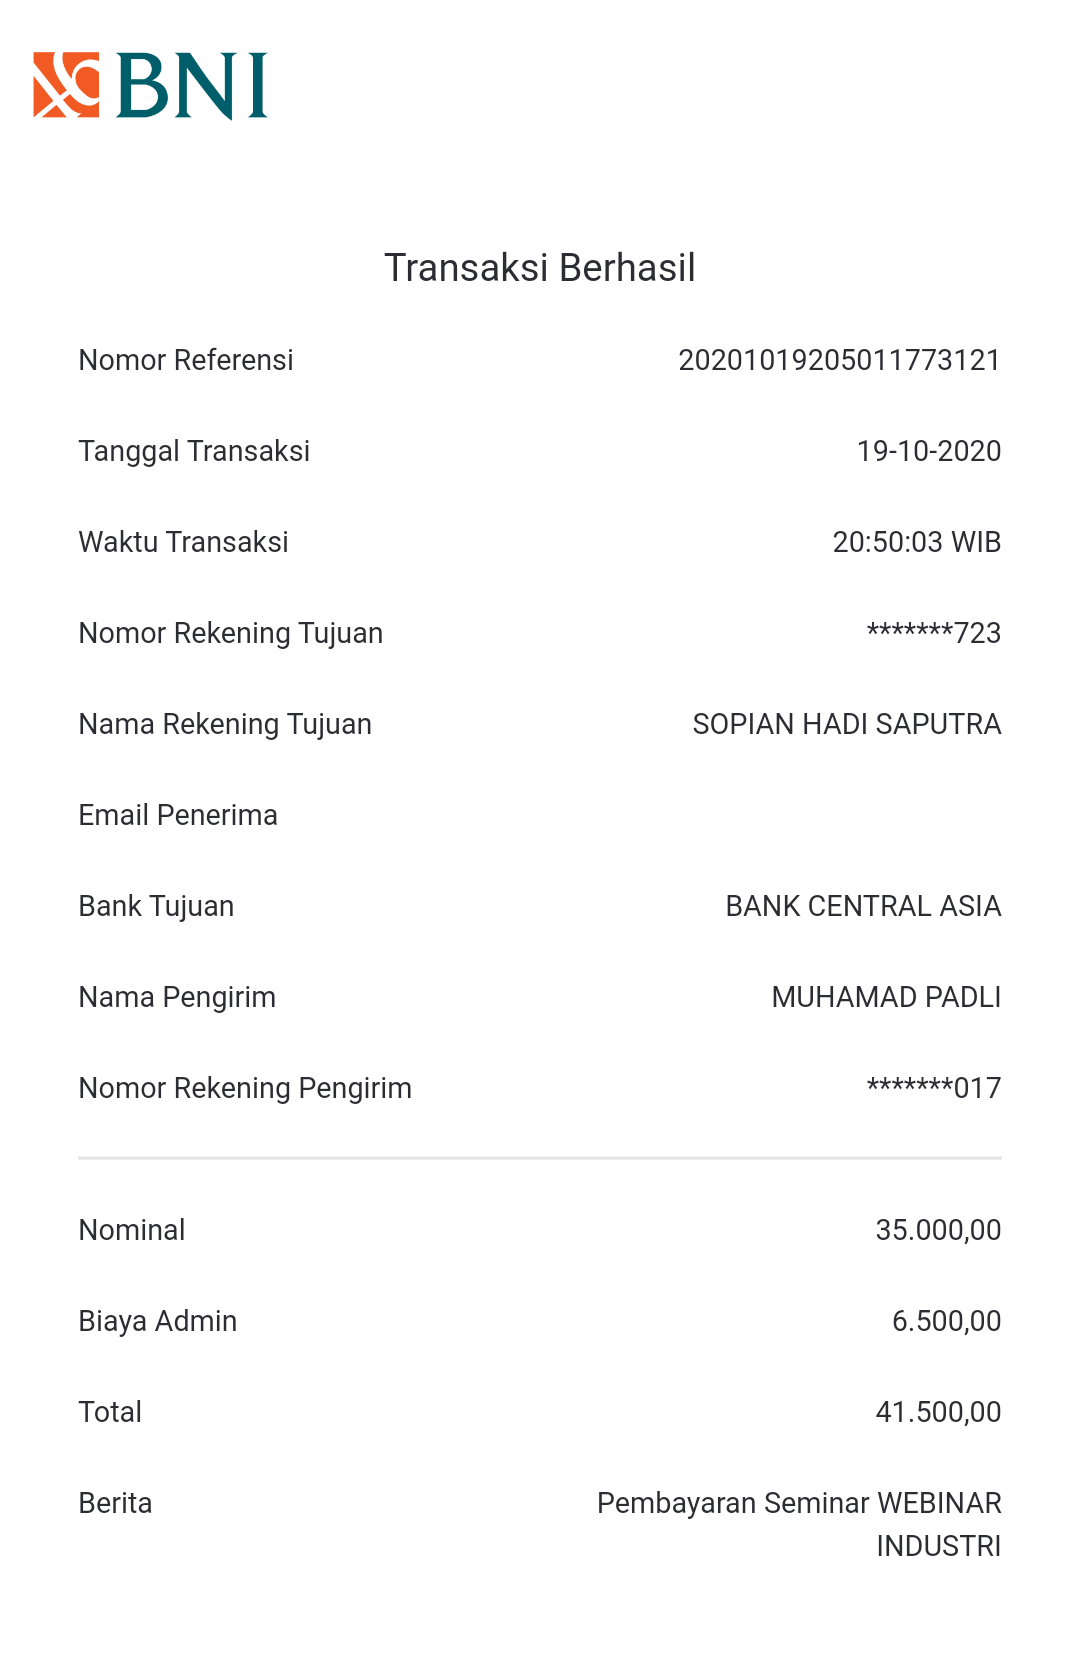 BNI
Transaksi Berhasil
Nomor Referensi 20201019205011773121
Tanggal Transaksi 19-10-2020
Waktu Transaksi 20:50:03 WIB
Nomor Rekening Tujuan *******723
Nama Rekening Tujuan SOPIAN HADI SAPUTRA
Email Penerima
Bank Tujuan BANK CENTRAL ASIA
Nama Pengirim MUHAMAD PADLI
Nomor Rekening Pengirim *******017
Nominal 35.000,00
Biaya Admin 6.500,00
Total 41.500,00
Berita Pembayaran Seminar WEBINAR
INDUSTRI